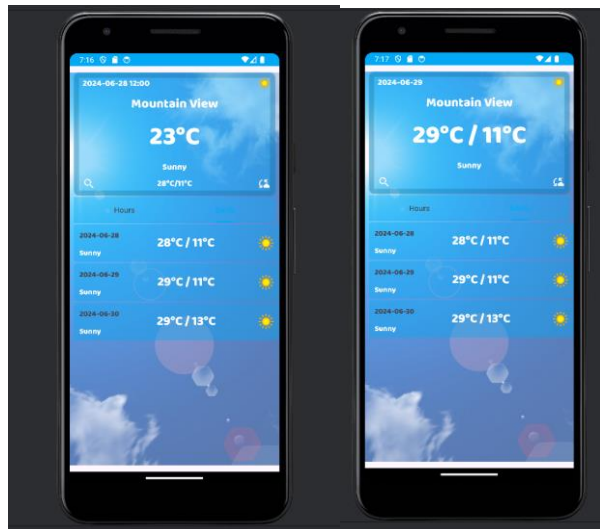 7:16
2024-06-28 12:00
Mountain View
23°C
Sunny
28°C/11°C
Hours
2024-06-28
28°C / 11°C
Sunny
2024-06-29
29°C / 11°C
Sunny
2024-06-30
29°C / 13°C
Sunny
7:17
2024-06-29
Mountain View
29°C / 11°C
Sunny
Hours
2024-06-28
28°C / 11°C
Sunny
2024-06-29
29°C / 11°C
Sunny
2024-06-30
29°C / 13°C
Sunny